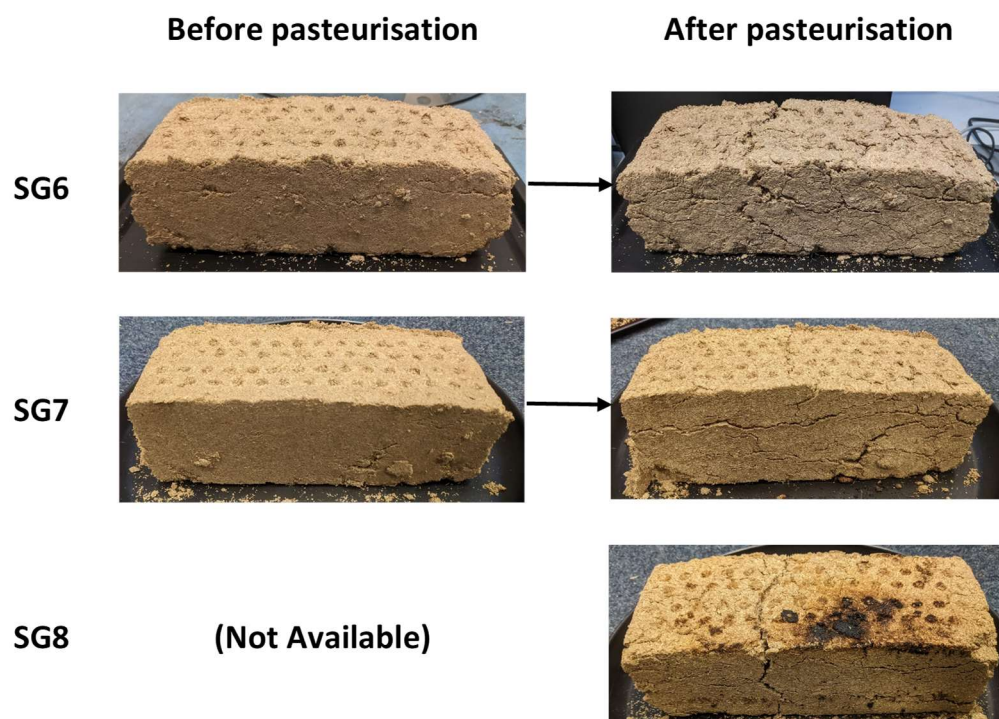 Before pasteurisation
After pasteurisation
SG6
SG7
SG8
(Not Available)